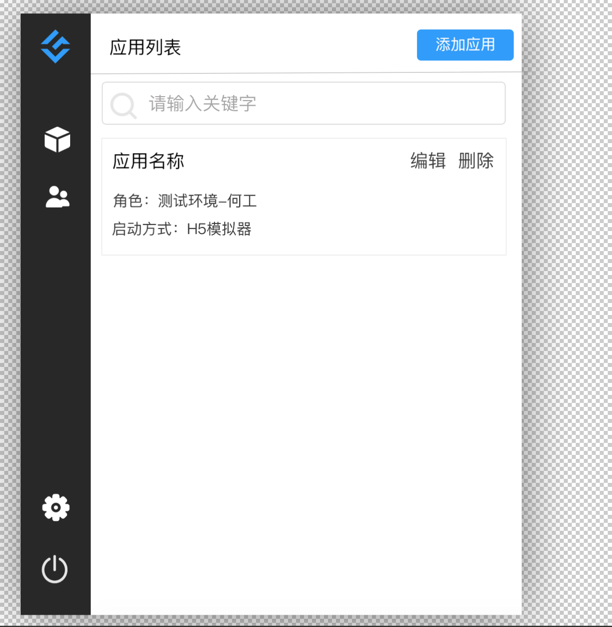 应用列表
添加应用
请输入关键字
应用名称
编辑 删除
角色：测试环境-何工
启动方式：H5模拟器